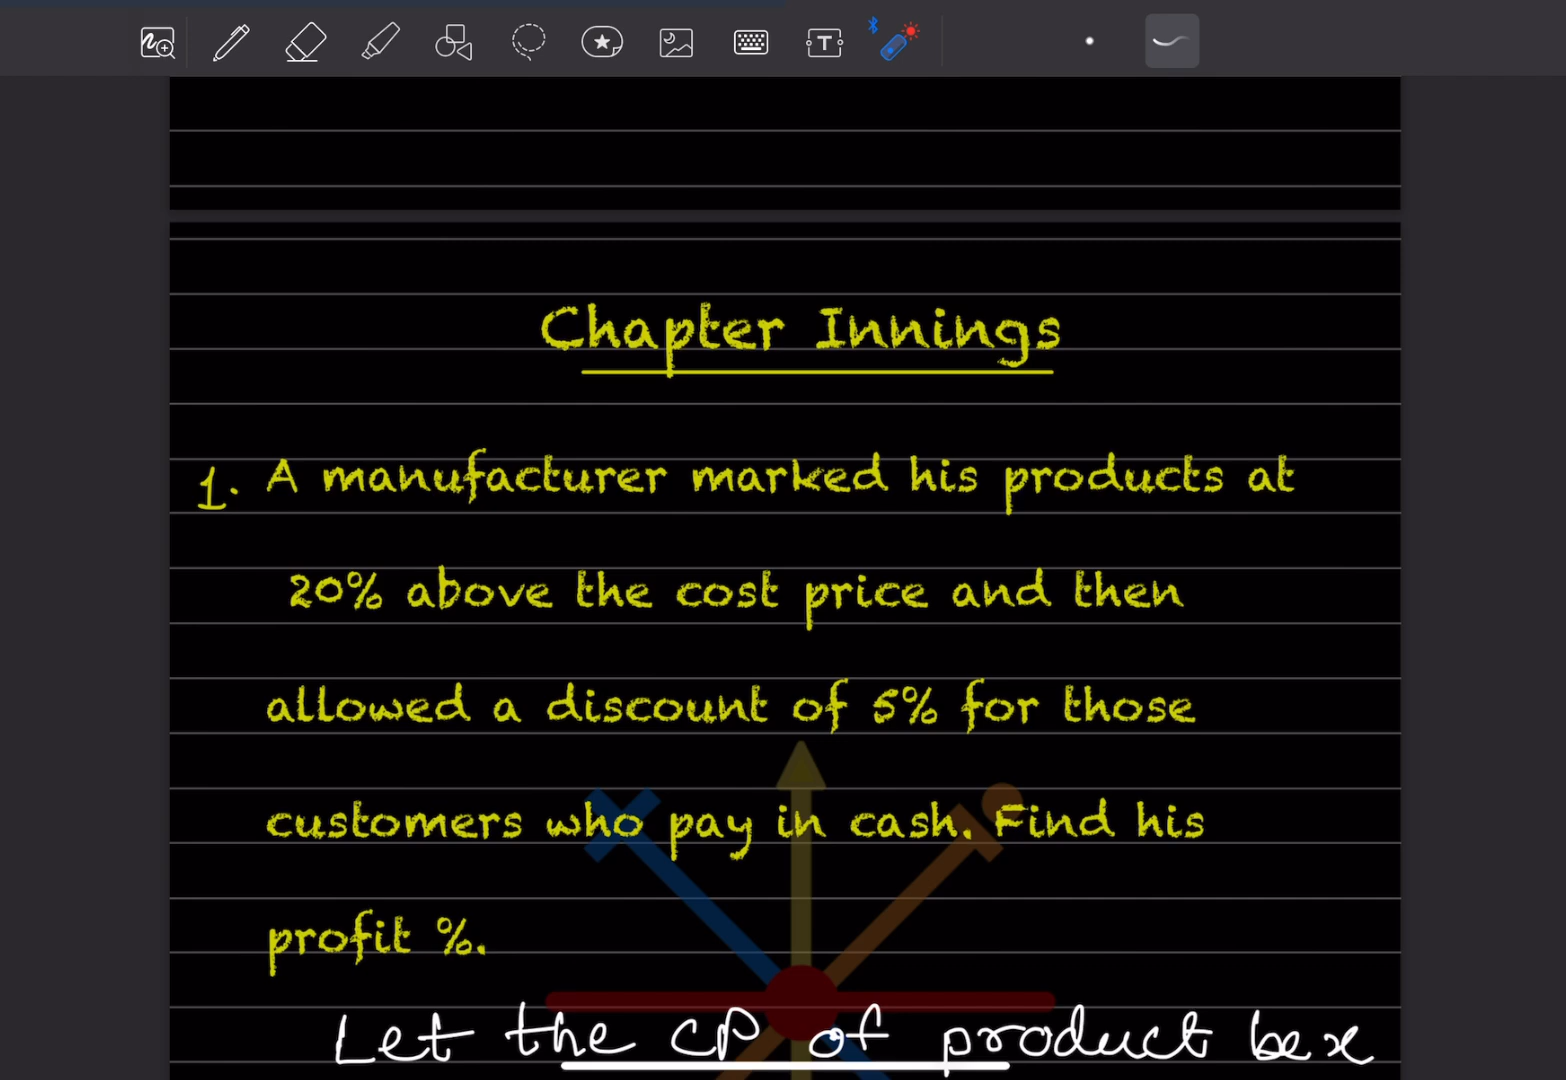 Chapter Innings
1. A manufacturer marked his products at
20% above the cost price and then
allowed a discount of 5% for those
customers who pay in cash. Find his
profit %.
Let the CP of product be x